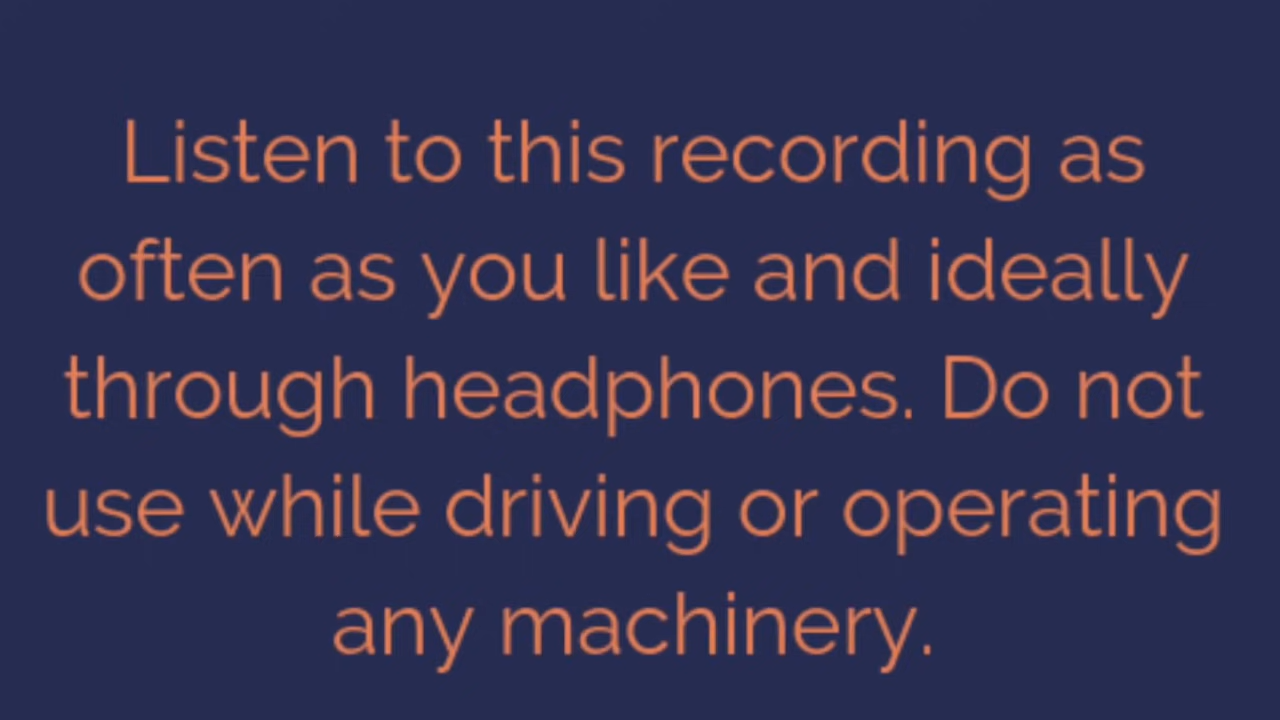 Listen to this recording as
often as you like and ideally
through headphones. Do not
use while driving or operating
any machinery.